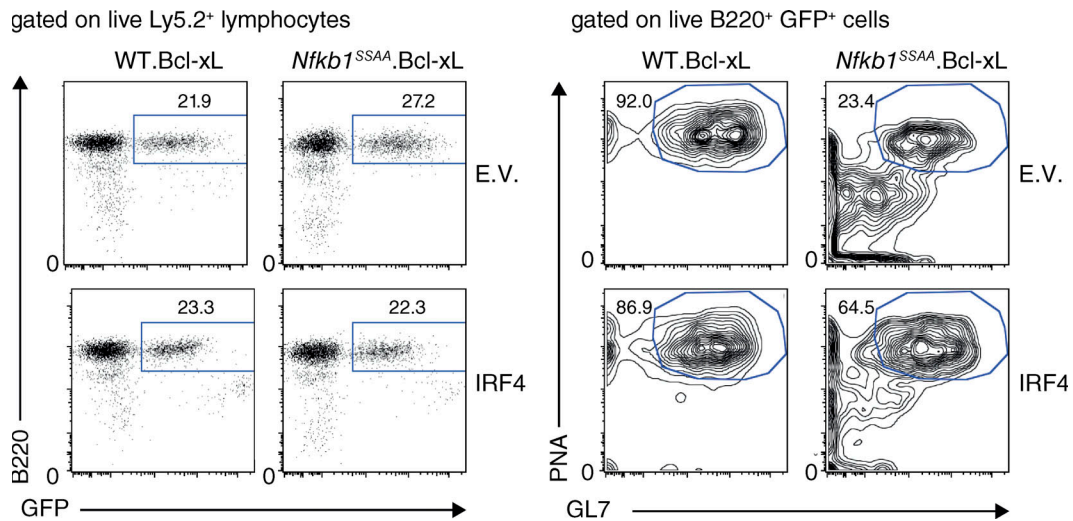 gated on live Ly5.2⁺ lymphocytes
WT.Bcl-xL
Nfkb1ˢˢᴬᴬ.Bcl-xL
21.9
27.2
E.V.
0
0
23.3
22.3
IRF4
0
0
B220
GFP
gated on live B220⁺ GFP⁺ cells
WT.Bcl-xL
Nfkb1ˢˢᴬᴬ.Bcl-xL
92.0
23.4
E.V.
0
0
86.9
64.5
IRF4
0
0
PNA
GL7